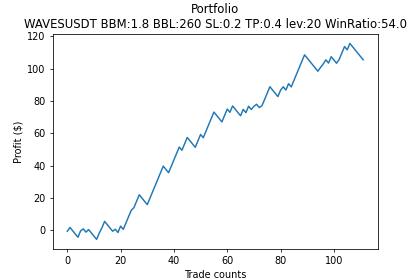 Portfolio
WAVESUSDT BBM:1.8 BBL:260 SL:0.2 TP:0.4 lev:20 WinRatio:54.0
120
100
80
60
40
20
0
Profit ($)
0 20 40 60 80 100
Trade counts